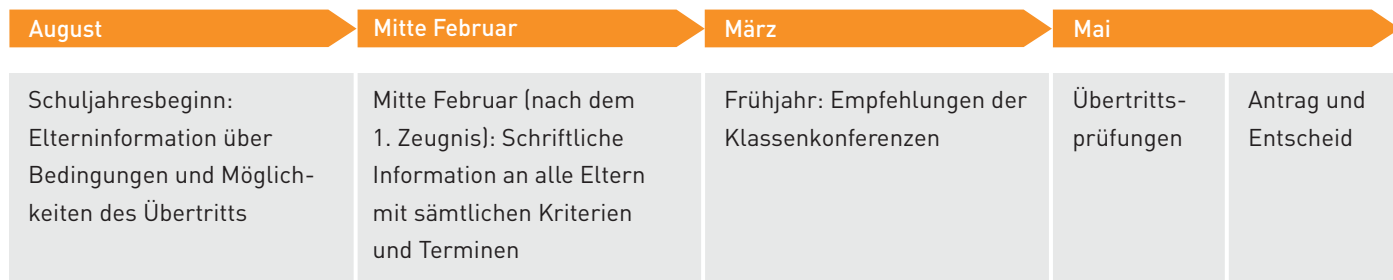 August
Mitte Februar
März
Mai
Schuljahresbeginn:
Elterninformation über
Bedingungen und Möglich-
keiten des Übertritts
Mitte Februar (nach dem
1. Zeugnis): Schriftliche
Information an alle Eltern
mit sämtlichen Kriterien
und Terminen
Frühjahr: Empfehlungen der
Klassenkonferenzen
Übertritts-
prüfungen
Antrag und
Entscheid